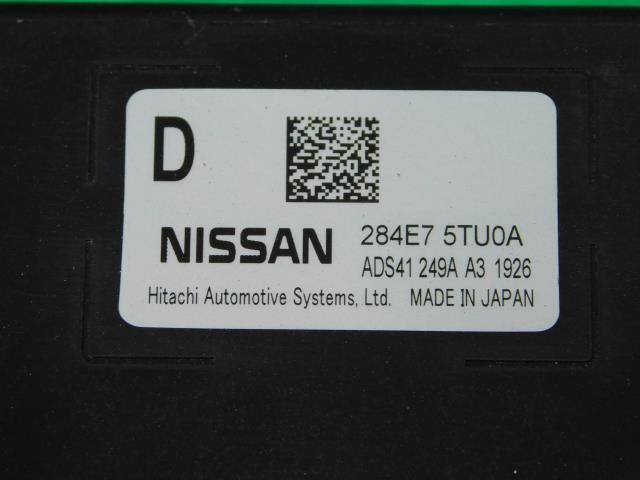 D
NISSAN 284E7 5TU0A
ADS41 249A A3 1926
Hitachi Automotive Systems, Ltd. MADE IN JAPAN